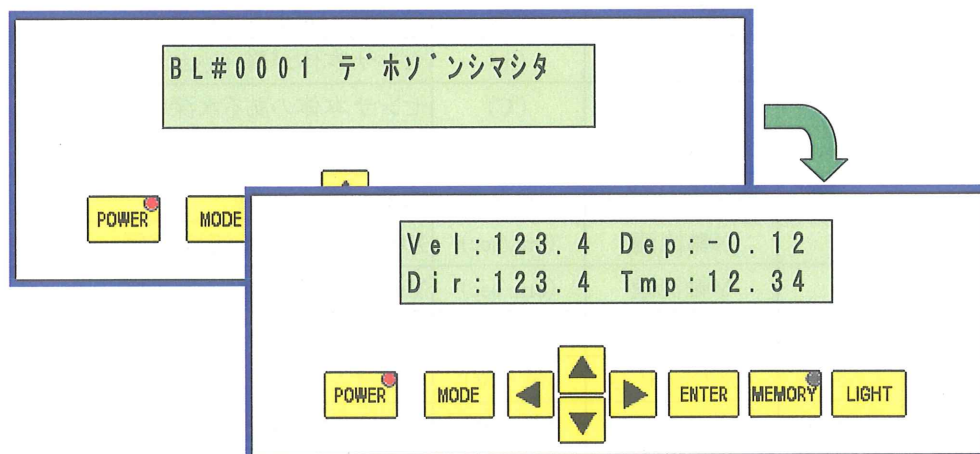 BL#0001 デホゾンシマシタ
POWER
MODE
Vel:123.4 Dep:-0.12
Dir:123.4 Tmp:12.34
POWER
MODE
ENTER
MEMORY
LIGHT